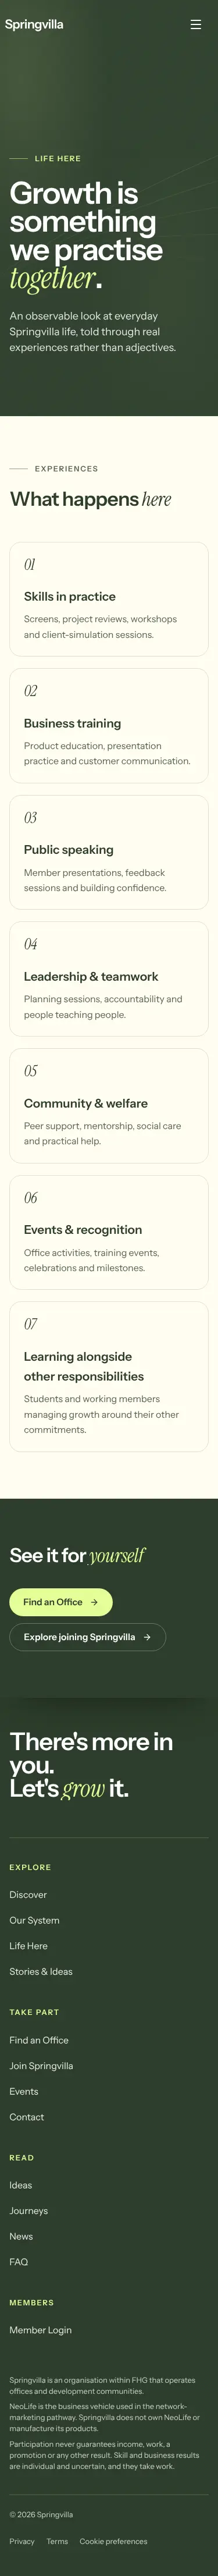 Springvilla
LIFE HERE
Growth is
something
we practise
together.
An observable look at everyday
Springvilla life, told through real
experiences rather than adjectives.
EXPERIENCES
What happens here
01
Skills in practice
Screens, project reviews, workshops
and client-simulation sessions.
02
Business training
Product education, presentation
practice and customer communication.
03
Public speaking
Member presentations, feedback
sessions and building confidence.
04
Leadership & teamwork
Planning sessions, accountability and
people teaching people.
05
Community & welfare
Peer support, mentorship, social care
and practical help.
06
Events & recognition
Office activities, training events,
celebrations and milestones.
07
Learning alongside
other responsibilities
Students and working members
managing growth around their other
commitments.
See it for yourself
Find an Office →
Explore joining Springvilla →
There's more in
you.
Let's grow it.
EXPLORE
Discover
Our System
Life Here
Stories & Ideas
TAKE PART
Find an Office
Join Springvilla
Events
Contact
READ
Ideas
Journeys
News
FAQ
MEMBERS
Member Login
Springvilla is an organisation within FHG that operates
offices and development communities.
NeoLife is the business vehicle used in the network-
marketing pathway. Springvilla does not own NeoLife or
manufacture its products.
Participation never guarantees income, work, a
promotion or any other result. Skill and business results
are individual and uncertain, and they take work.
© 2026 Springvilla
Privacy Terms Cookie preferences